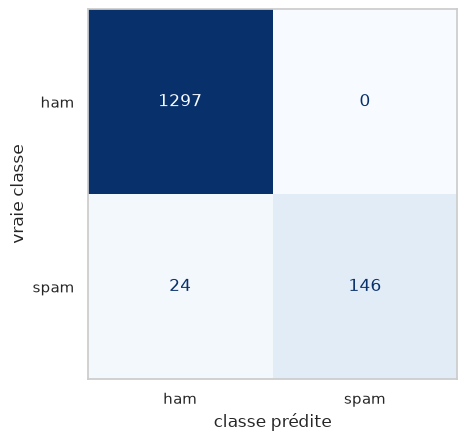 vraie classe
ham
1297
0
spam
24
146
ham
spam
classe prédite